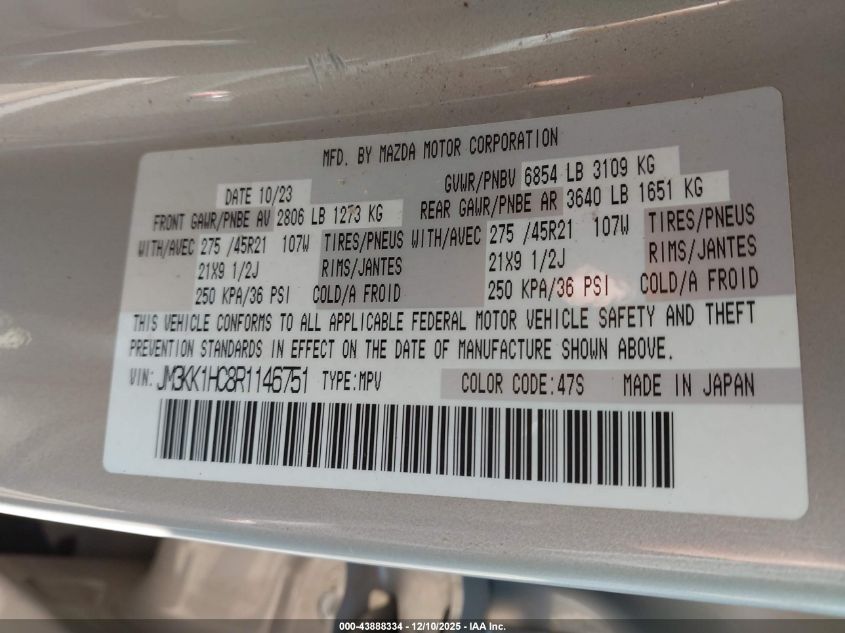 MFD. BY MAZDA MOTOR CORPORATION
DATE 10/23 GVWR/PNBV 6854 LB 3109 KG
FRONT GAWR/PNBE AV 2806 LB 1273 KG REAR GAWR/PNBE AR 3640 LB 1651 KG
WITH/AVEC 275 /45R21 107W TIRES/PNEUS WITH/AVEC 275 /45R21 107W TIRES/PNEUS
21X9 1/2J RIMS/JANTES 21X9 1/2J RIMS/JANTES
250 KPA/36 PSI COLD/A FROID 250 KPA/36 PSI COLD/A FROID
THIS VEHICLE CONFORMS TO ALL APPLICABLE FEDERAL MOTOR VEHICLE SAFETY AND THEFT
PREVENTION STANDARDS IN EFFECT ON THE DATE OF MANUFACTURE SHOWN ABOVE.
VIN: JM3KK1HC8R1146751 TYPE:MPV COLOR CODE:47S MADE IN JAPAN
000-43888334 — 12/10/2025 — IAA Inc.